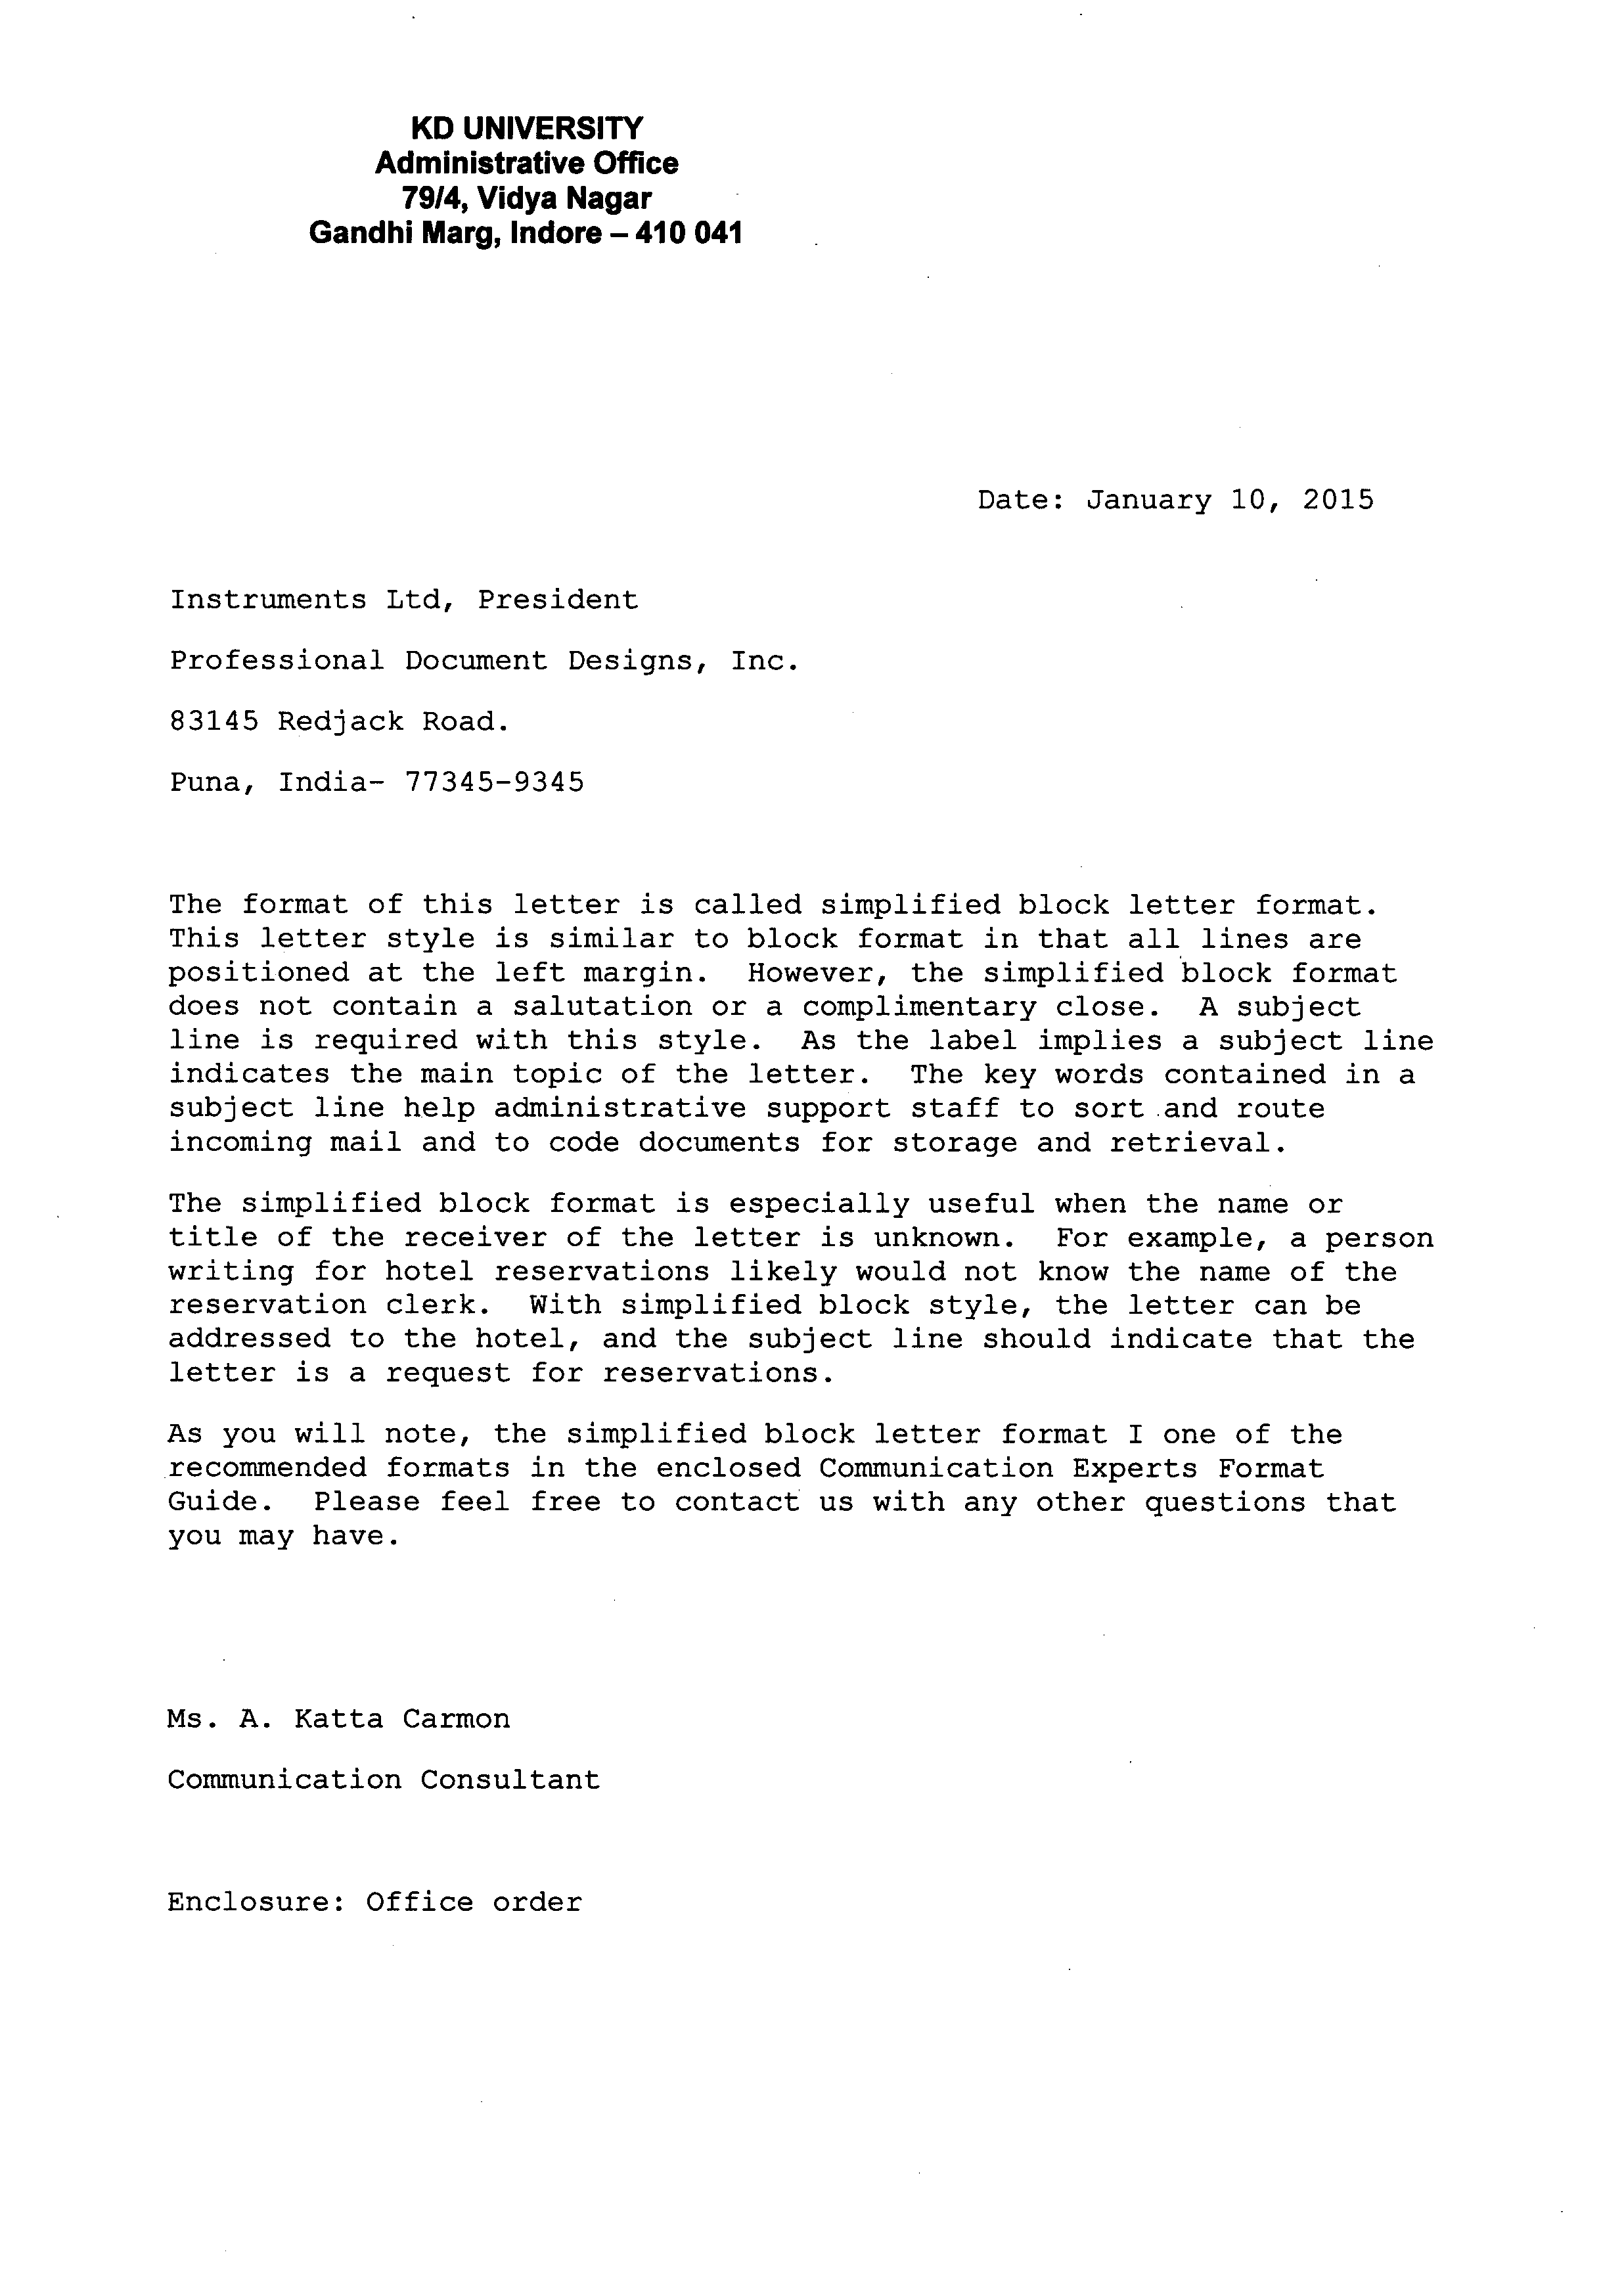 KD UNIVERSITY
Administrative Office
79/4, Vidya Nagar
Gandhi Marg, Indore – 410 041
Date: January 10, 2015
Instruments Ltd, President
Professional Document Designs, Inc.
83145 Redjack Road.
Puna, India- 77345-9345
The format of this letter is called simplified block letter format.
This letter style is similar to block format in that all lines are
positioned at the left margin.  However, the simplified block format
does not contain a salutation or a complimentary close.  A subject
line is required with this style.  As the label implies a subject line
indicates the main topic of the letter.  The key words contained in a
subject line help administrative support staff to sort and route
incoming mail and to code documents for storage and retrieval.
The simplified block format is especially useful when the name or
title of the receiver of the letter is unknown.  For example, a person
writing for hotel reservations likely would not know the name of the
reservation clerk.  With simplified block style, the letter can be
addressed to the hotel, and the subject line should indicate that the
letter is a request for reservations.
As you will note, the simplified block letter format I one of the
recommended formats in the enclosed Communication Experts Format
Guide.  Please feel free to contact us with any other questions that
you may have.
Ms. A. Katta Carmon
Communication Consultant
Enclosure: Office order